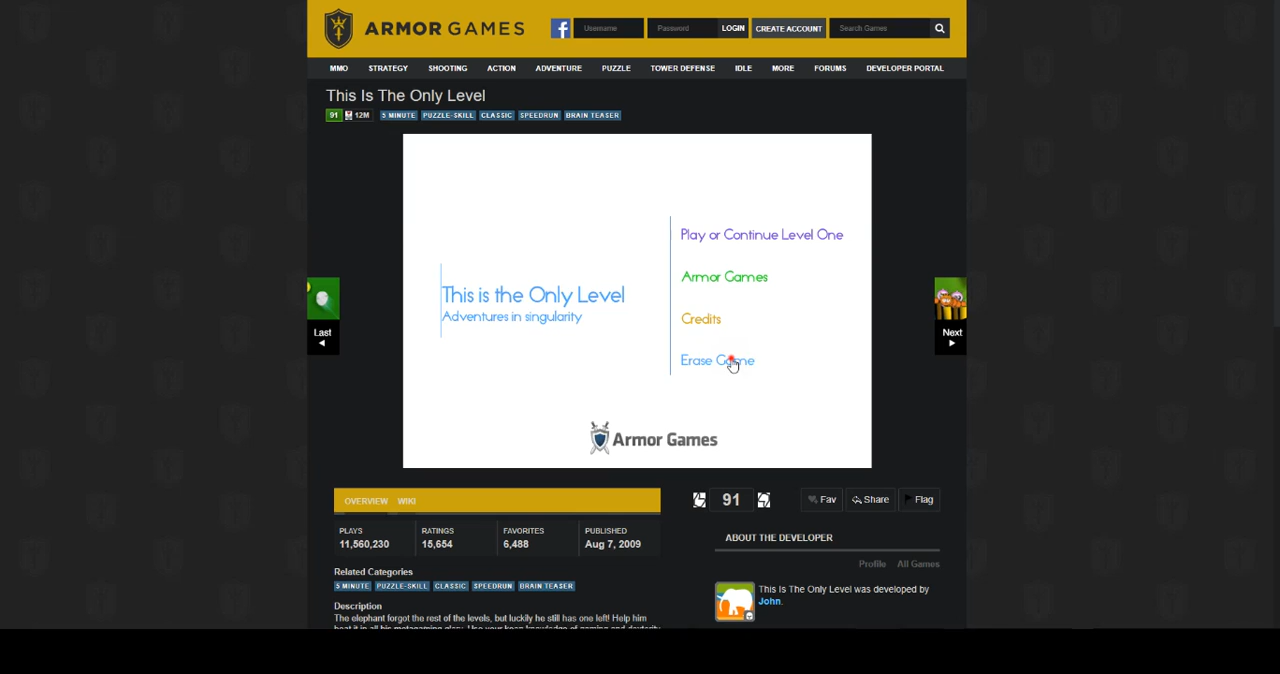 ARMOR GAMES
Username
Password
LOGIN
CREATE ACCOUNT
Search Games
MMO STRATEGY SHOOTING ACTION ADVENTURE PUZZLE TOWER DEFENSE IDLE MORE FORUMS DEVELOPER PORTAL
This Is The Only Level
91 12M 5 MINUTE PUZZLE-SKILL CLASSIC SPEEDRUN BRAIN TEASER
Play or Continue Level One
Armor Games
This is the Only Level
Adventures in singularity
Credits
Erase Game
Armor Games
Last
Next
OVERVIEW WIKI
91
Fav
Share
Flag
PLAYS RATINGS FAVORITES PUBLISHED
11,560,230 15,654 6,488 Aug 7, 2009
ABOUT THE DEVELOPER
Profile All Games
Related Categories
5 MINUTE PUZZLE-SKILL CLASSIC SPEEDRUN BRAIN TEASER
This Is The Only Level was developed by
John.
Description
The elephant forgot the rest of the levels, but luckily he still has one left! Help him